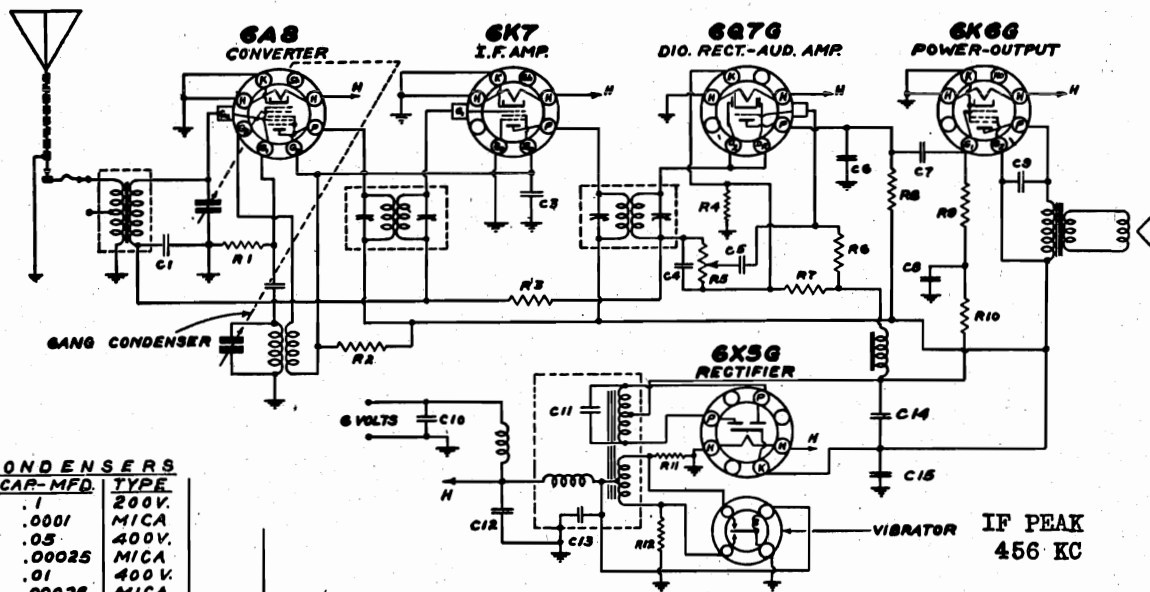 6A8
CONVERTER
6K7
I.F. AMP.
6Q7G
DIO. RECT.-AUD. AMP.
6K6G
POWER-OUTPUT
K
H
H
P
H
K
H
H
P
H
K
H
H
P
H
K
H
H
P
H
C1
R1
C3
R3
R2
GANG CONDENSER
C4
R4
R5
C5
R6
R7
C6
R8
C7
R9
C8
R10
C9
6X5G
RECTIFIER
P
P
H
H
K
H
6 VOLTS
C10
C11
H
C12
C13
R11
R12
C14
C15
VIBRATOR
IF PEAK
456 KC
ONDENSERS
CAP.-MFD. TYPE
.1 200V.
.0001 MICA
.05 400V.
.00025 MICA
.01 400V.
.00025 MICA